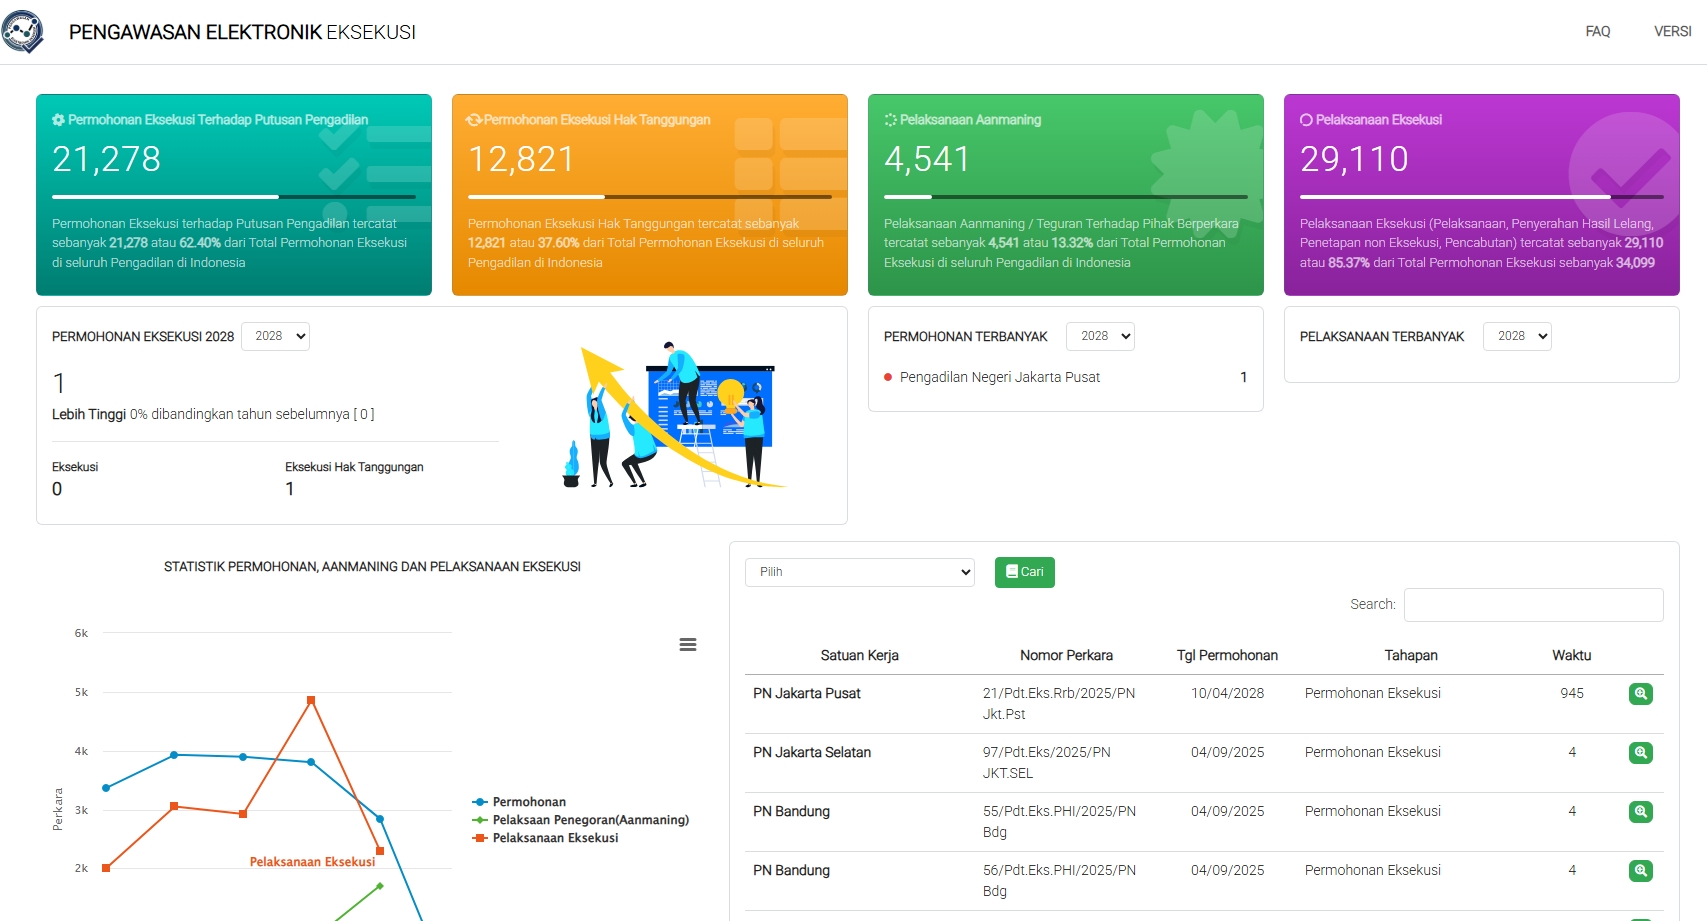 PENGAWASAN ELEKTRONIK EKSEKUSI
FAQ
VERSI
Permohonan Eksekusi Terhadap Putusan Pengadilan
21,278
Permohonan Eksekusi terhadap Putusan Pengadilan tercatat
sebanyak 21,278 atau 62.40% dari Total Permohonan Eksekusi
di seluruh Pengadilan di Indonesia
Permohonan Eksekusi Hak Tanggungan
12,821
Permohonan Eksekusi Hak Tanggungan tercatat sebanyak
12,821 atau 37.60% dari Total Permohonan Eksekusi di seluruh
Pengadilan di Indonesia
Pelaksanaan Aanmaning
4,541
Pelaksanaan Aanmaning / Teguran Terhadap Pihak Berperkara
tercatat sebanyak 4,541 atau 13.32% dari Total Permohonan
Eksekusi di seluruh Pengadilan di Indonesia
Pelaksanaan Eksekusi
29,110
Pelaksanaan Eksekusi (Pelaksanaan, Penyerahan Hasil Lelang,
Penetapan non Eksekusi, Pencabutan) tercatat sebanyak 29,110
atau 85.37% dari Total Permohonan Eksekusi sebanyak 34,099
PERMOHONAN EKSEKUSI 2028 2028
1
Lebih Tinggi 0% dibandingkan tahun sebelumnya [ 0 ]
Eksekusi
0
Eksekusi Hak Tanggungan
1
PERMOHONAN TERBANYAK 2028
Pengadilan Negeri Jakarta Pusat 1
PELAKSANAAN TERBANYAK 2028
STATISTIK PERMOHONAN, AANMANING DAN PELAKSANAAN EKSEKUSI
6k
5k
4k
3k
2k
Perkara
Pelaksanaan Eksekusi
Permohonan
Pelaksaan Penegoran(Aanmaning)
Pelaksanaan Eksekusi
Pilih
Cari
Search:
Satuan Kerja Nomor Perkara Tgl Permohonan Tahapan Waktu
PN Jakarta Pusat 21/Pdt.Eks.Rrb/2025/PN 10/04/2028 Permohonan Eksekusi 945
Jkt.Pst
PN Jakarta Selatan 97/Pdt.Eks/2025/PN 04/09/2025 Permohonan Eksekusi 4
JKT.SEL
PN Bandung 55/Pdt.Eks.PHI/2025/PN 04/09/2025 Permohonan Eksekusi 4
Bdg
PN Bandung 56/Pdt.Eks.PHI/2025/PN 04/09/2025 Permohonan Eksekusi 4
Bdg